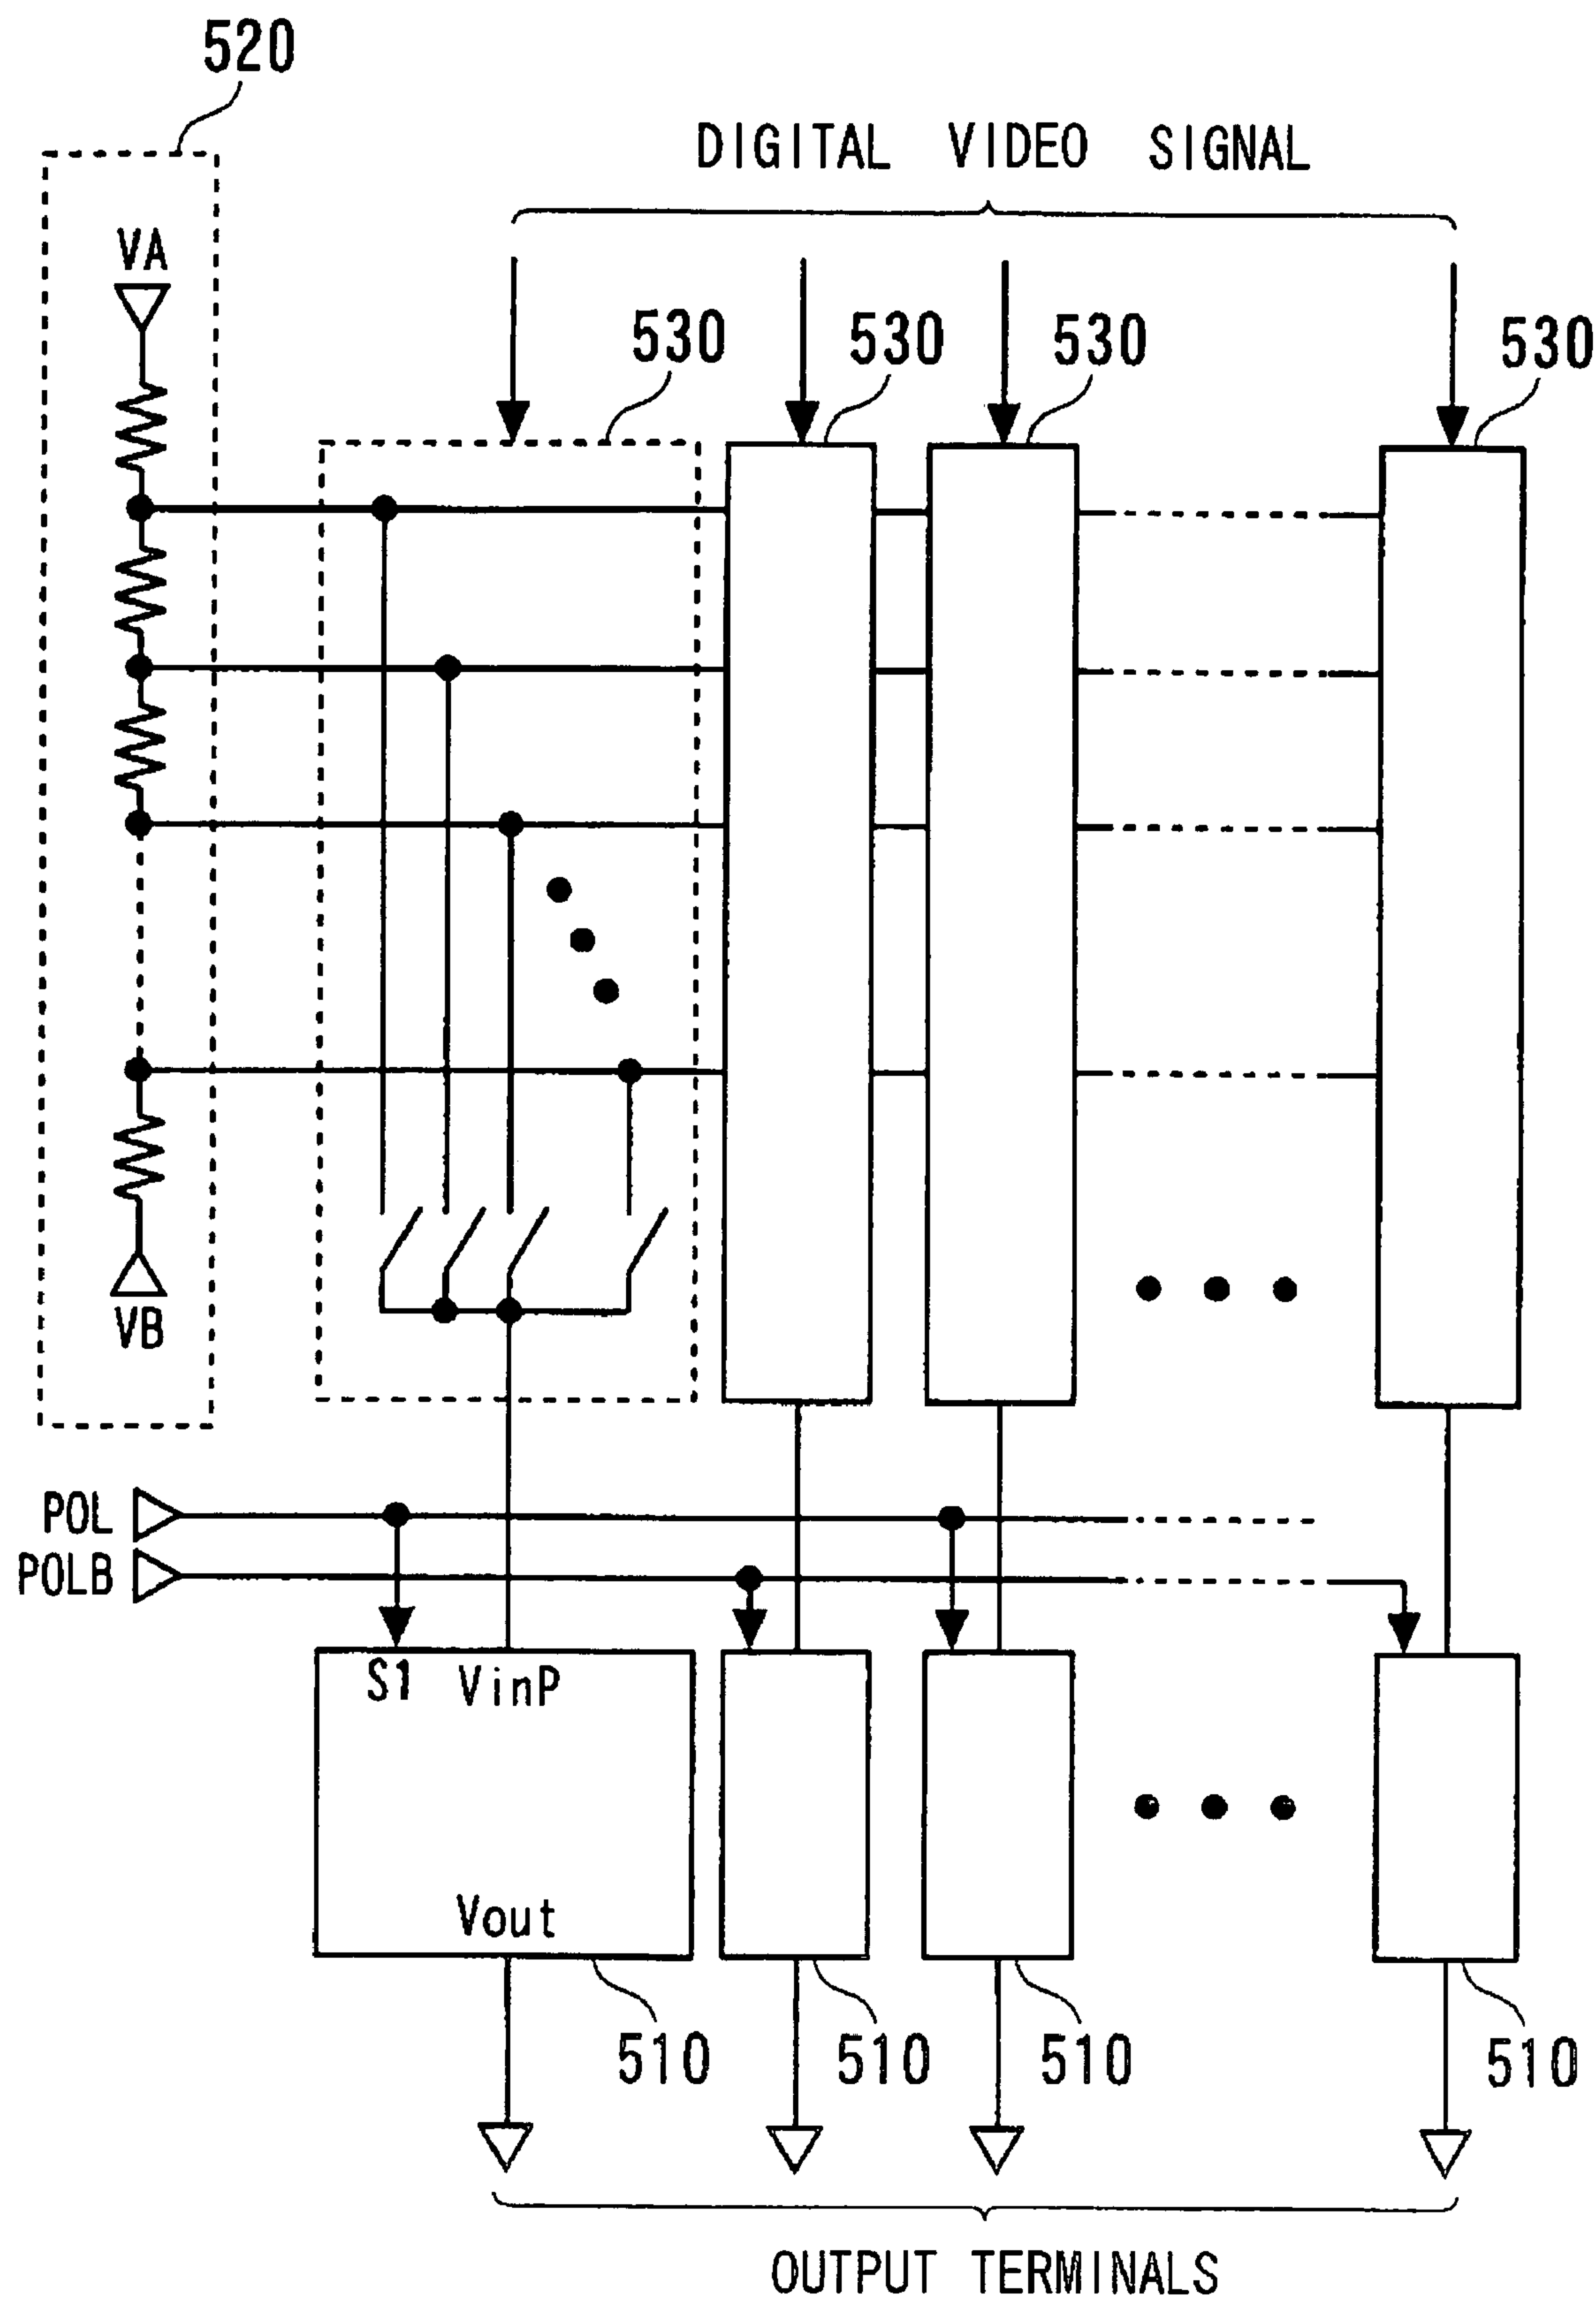 520
DIGITAL VIDEO SIGNAL
VA
530 530 530 530
VB
POL
POLB
S1 VinP
Vout
510 510 510 510
OUTPUT TERMINALS